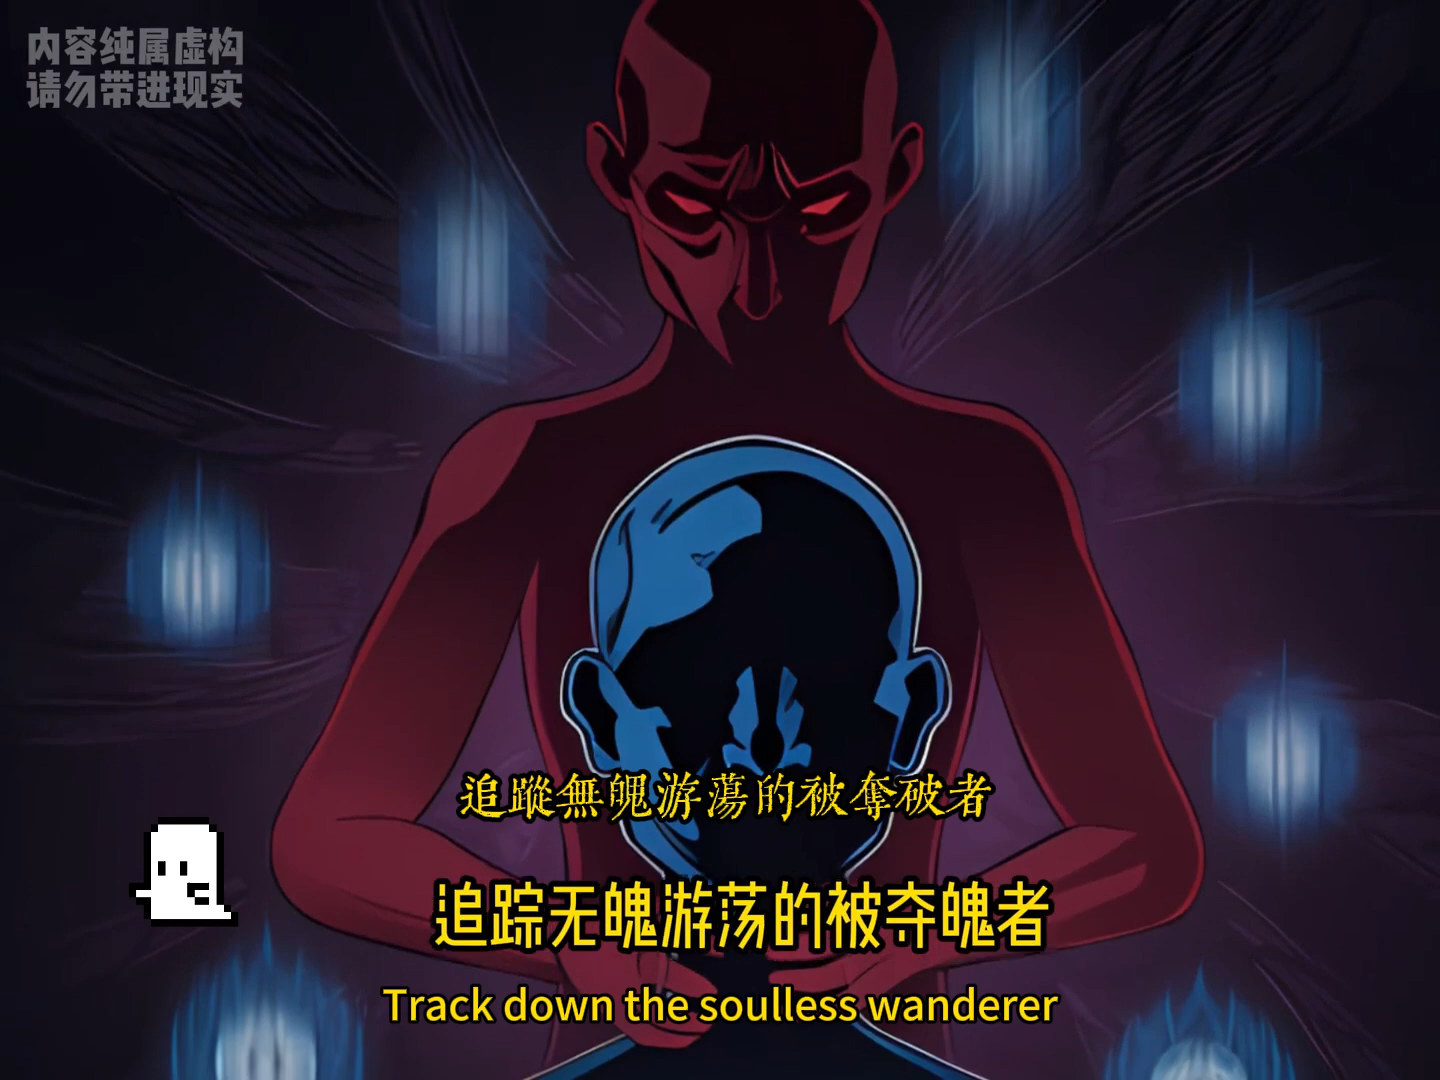 内容纯属虚构
请勿带进现实
追蹤無魄游蕩的被奪破者
追踪无魄游荡的被夺魄者
Track down the soulless wanderer